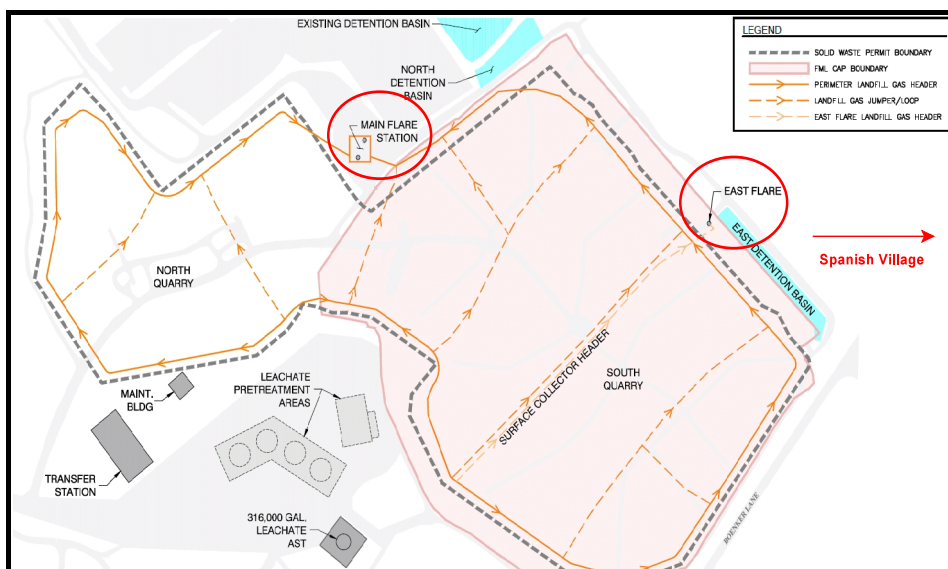 EXISTING DETENTION BASIN
NORTH
DETENTION
BASIN
MAIN FLARE
STATION
LEGEND
SOLID WASTE PERMIT BOUNDARY
FML CAP BOUNDARY
PERIMETER LANDFILL GAS HEADER
LANDFILL GAS JUMPER/LOOP
EAST FLARE LANDFILL GAS HEADER
EAST FLARE
EAST DETENTION BASIN
Spanish Village
NORTH
QUARRY
SURFACE COLLECTOR HEADER
SOUTH
QUARRY
MAINT.
BLDG
LEACHATE
PRETREATMENT
AREAS
TRANSFER
STATION
316,000 GAL.
LEACHATE
AST
BOENKER LANE